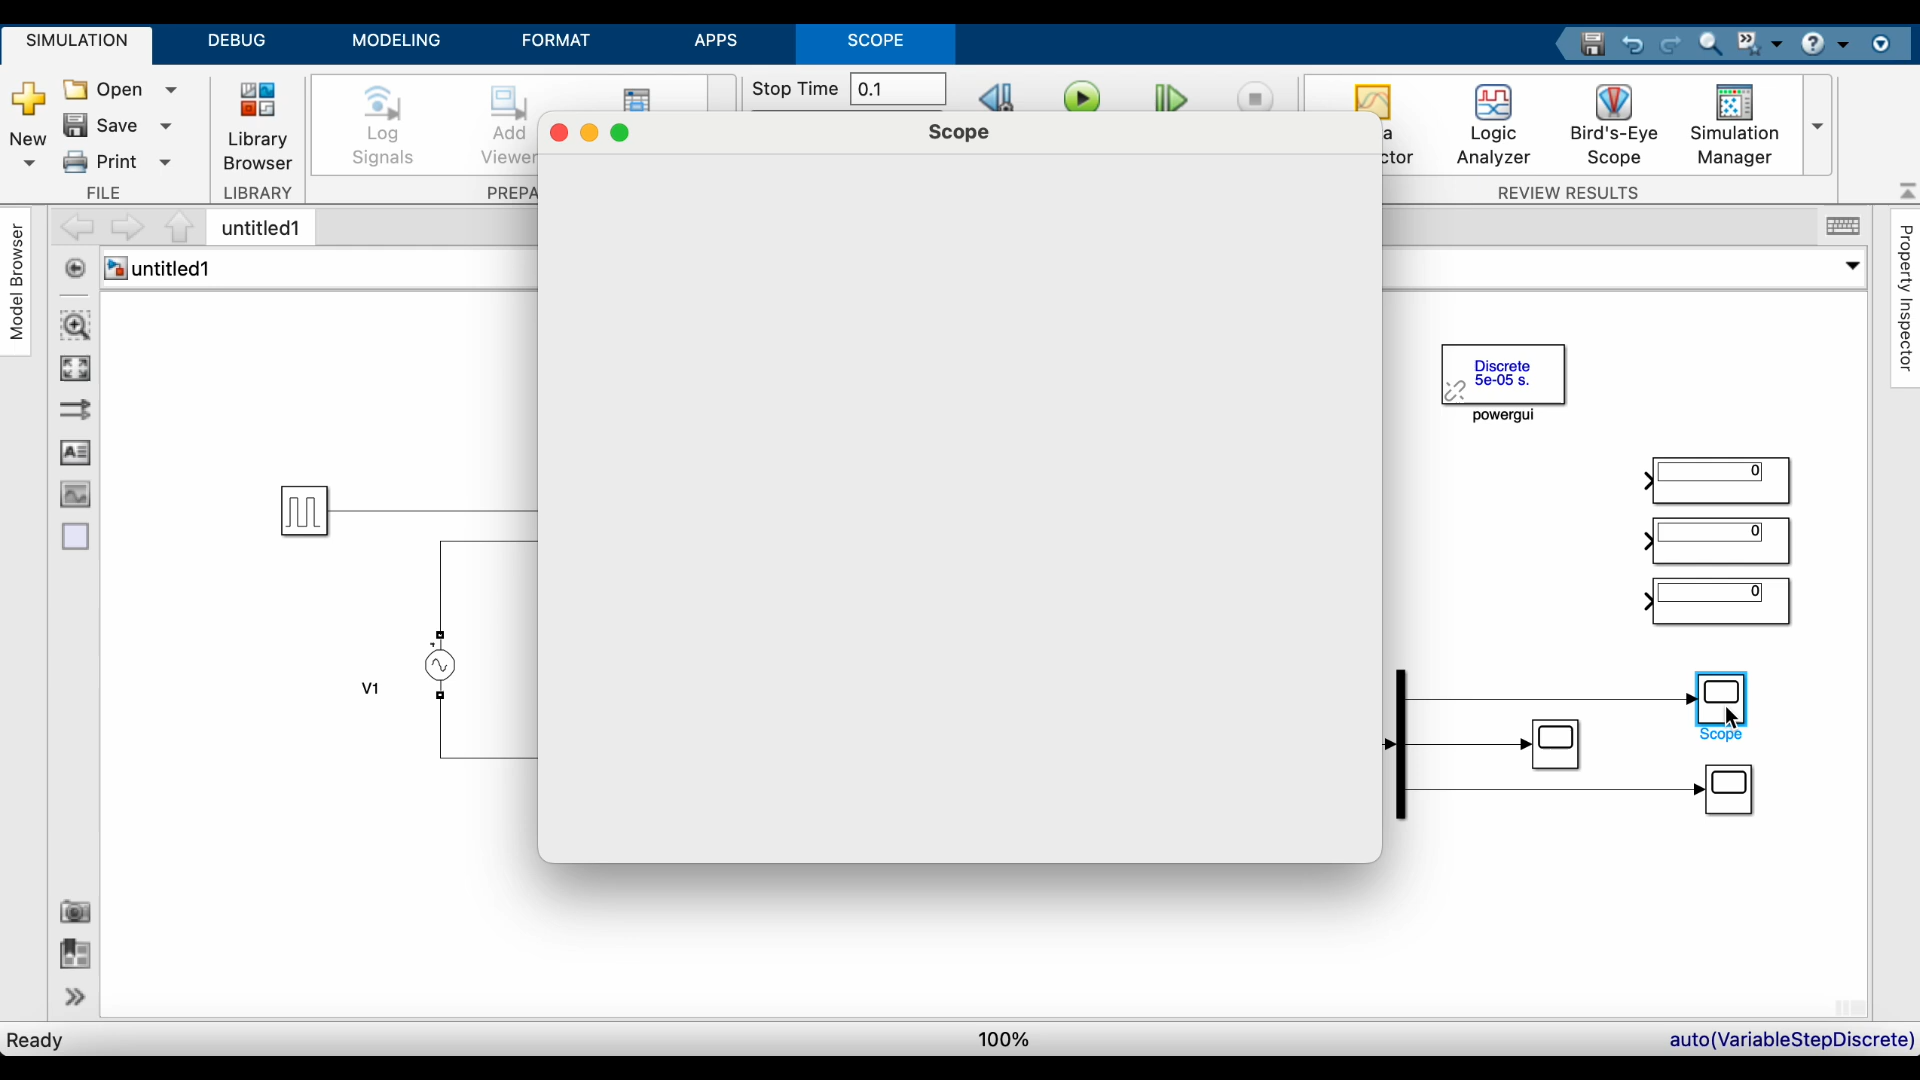 SIMULATION DEBUG MODELING FORMAT APPS SCOPE
New
Open
Save
Print
FILE
Library
Browser
LIBRARY
Log
Signals
Add
Viewer
PREPA
Stop Time 0.1
ctor
Logic
Analyzer
Bird's-Eye
Scope
Simulation
Manager
REVIEW RESULTS
Scope
Model Browser
untitled1
untitled1
Property Inspector
Discrete
5e-05 s.
powergui
0
0
0
V1
Scope
Ready
100%
auto(VariableStepDiscrete)